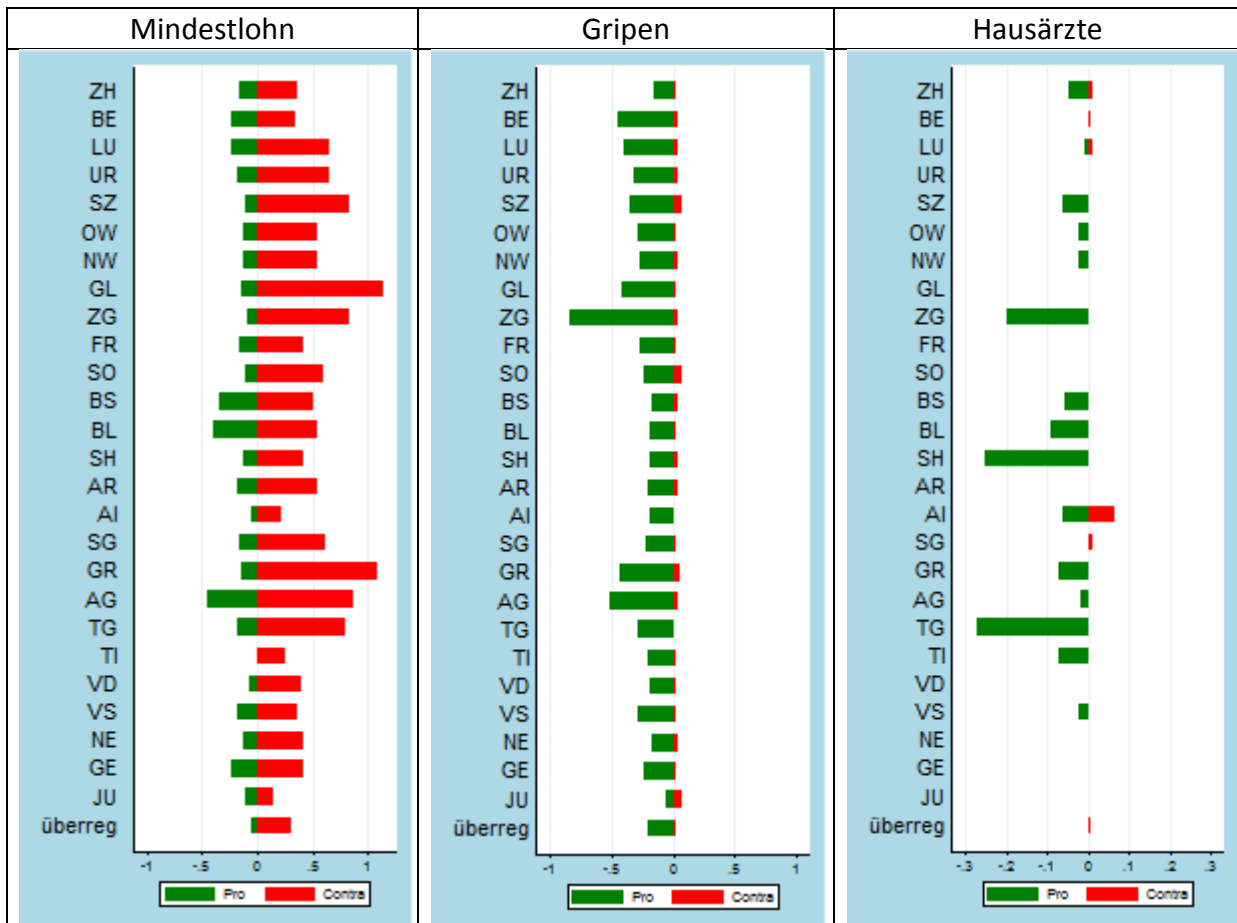 Mindestlohn
Gripen
Hausärzte
ZH
BE
LU
UR
SZ
OW
NW
GL
ZG
FR
SO
BS
BL
SH
AR
AI
SG
GR
AG
TG
TI
VD
VS
NE
GE
JU
überreg
-1 -.5 0 .5 1
Pro Contra
ZH
BE
LU
UR
SZ
OW
NW
GL
ZG
FR
SO
BS
BL
SH
AR
AI
SG
GR
AG
TG
TI
VD
VS
NE
GE
JU
überreg
-1 -.5 0 .5 1
Pro Contra
ZH
BE
LU
UR
SZ
OW
NW
GL
ZG
FR
SO
BS
BL
SH
AR
AI
SG
GR
AG
TG
TI
VD
VS
NE
GE
JU
überreg
-.3 -.2 -.1 0 .1 .2 .3
Pro Contra